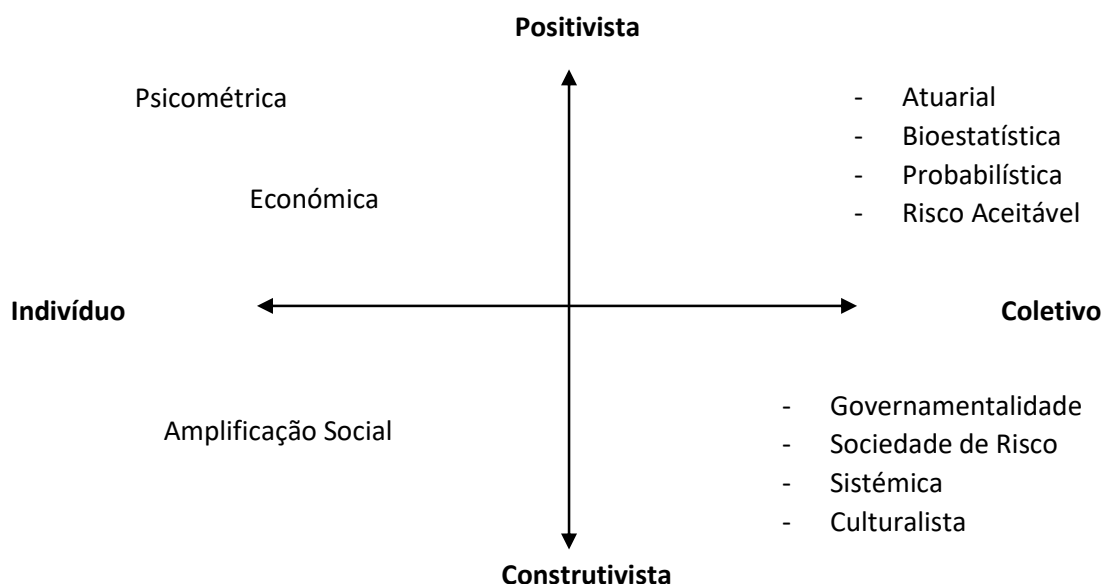 Positivista
Psicométrica
Económica
- Atuarial
- Bioestatística
- Probabilística
- Risco Aceitável
Indivíduo
Coletivo
Amplificação Social
- Governamentalidade
- Sociedade de Risco
- Sistémica
- Culturalista
Construtivista